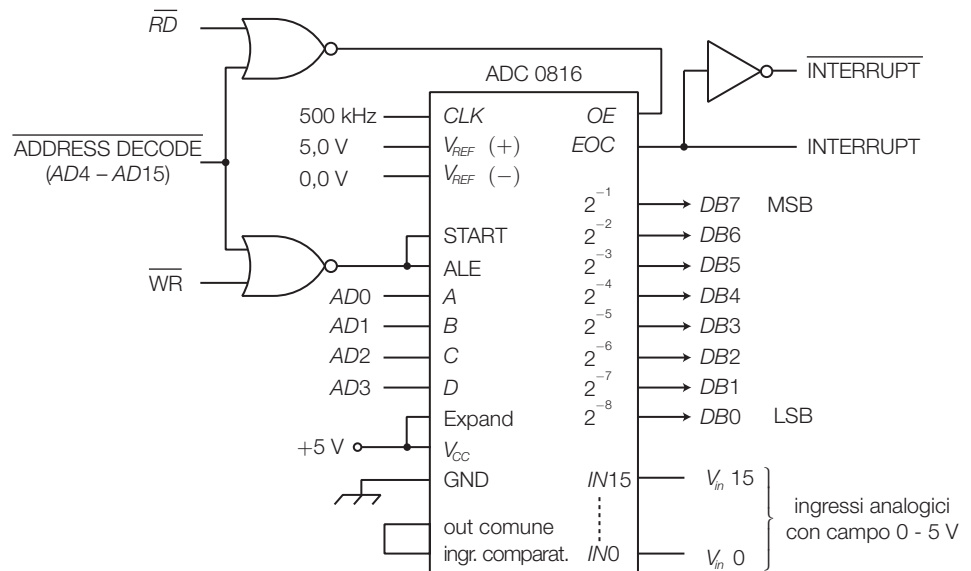 RD
ADC 0816
INTERRUPT
500 kHz
CLK
OE
5,0 V
V_REF (+)
EOC
INTERRUPT
ADDRESS DECODE
(AD4 – AD15)
0,0 V
V_REF (−)
2^-1
DB7 MSB
START
2^-2
DB6
ALE
2^-3
DB5
WR
AD0
A
2^-4
DB4
AD1
B
2^-5
DB3
AD2
C
2^-6
DB2
AD3
D
2^-7
DB1
Expand
2^-8
DB0 LSB
+5 V
V_CC
GND
IN15
V_in 15
out comune
ingr. comparat.
IN0
V_in 0
ingressi analogici
con campo 0 - 5 V